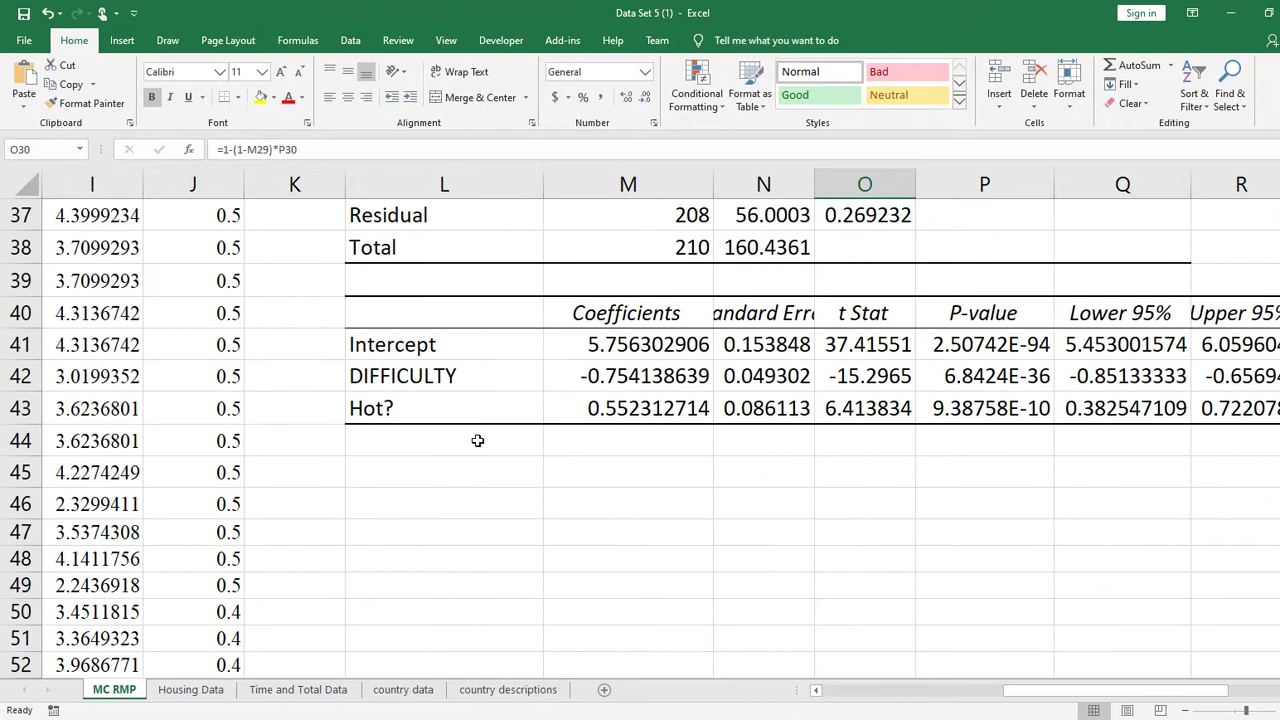 Data Set 5 (1) - Excel
Sign in
File Home Insert Draw Page Layout Formulas Data Review View Developer Add-ins Help Team Tell me what you want to do
Paste
Cut
Copy
Format Painter
Clipboard
Calibri 11
B I U
Font
Wrap Text
Merge & Center
Alignment
General
$ % ,
Number
Conditional Formatting
Format as Table
Normal Bad
Good Neutral
Styles
Insert Delete Format
Cells
AutoSum
Fill
Clear
Sort & Filter
Find & Select
Editing
O30 fx =1-(1-M29)*P30
I J K L M N O P Q R
37 4.3999234 0.5 Residual 208 56.0003 0.269232
38 3.7099293 0.5 Total 210 160.4361
39 3.7099293 0.5
40 4.3136742 0.5 Coefficients andard Erro t Stat P-value Lower 95% Upper 95%
41 4.3136742 0.5 Intercept 5.756302906 0.153848 37.41551 2.50742E-94 5.453001574 6.059604
42 3.0199352 0.5 DIFFICULTY -0.754138639 0.049302 -15.2965 6.8424E-36 -0.85133333 -0.65694
43 3.6236801 0.5 Hot? 0.552312714 0.086113 6.413834 9.38758E-10 0.382547109 0.722078
44 3.6236801 0.5
45 4.2274249 0.5
46 2.3299411 0.5
47 3.5374308 0.5
48 4.1411756 0.5
49 2.2436918 0.5
50 3.4511815 0.4
51 3.3649323 0.4
52 3.9686771 0.4
MC RMP Housing Data Time and Total Data country data country descriptions
Ready